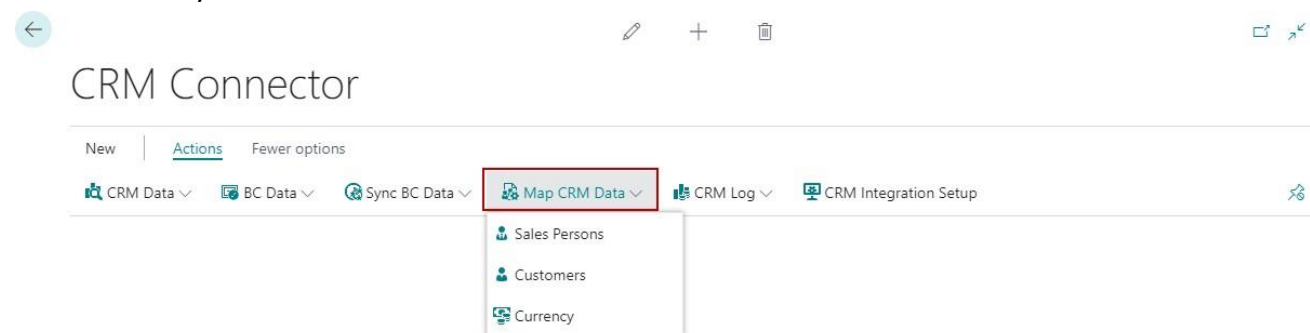 CRM Connector
New Actions Fewer options
CRM Data BC Data Sync BC Data Map CRM Data CRM Log CRM Integration Setup
Sales Persons
Customers
Currency